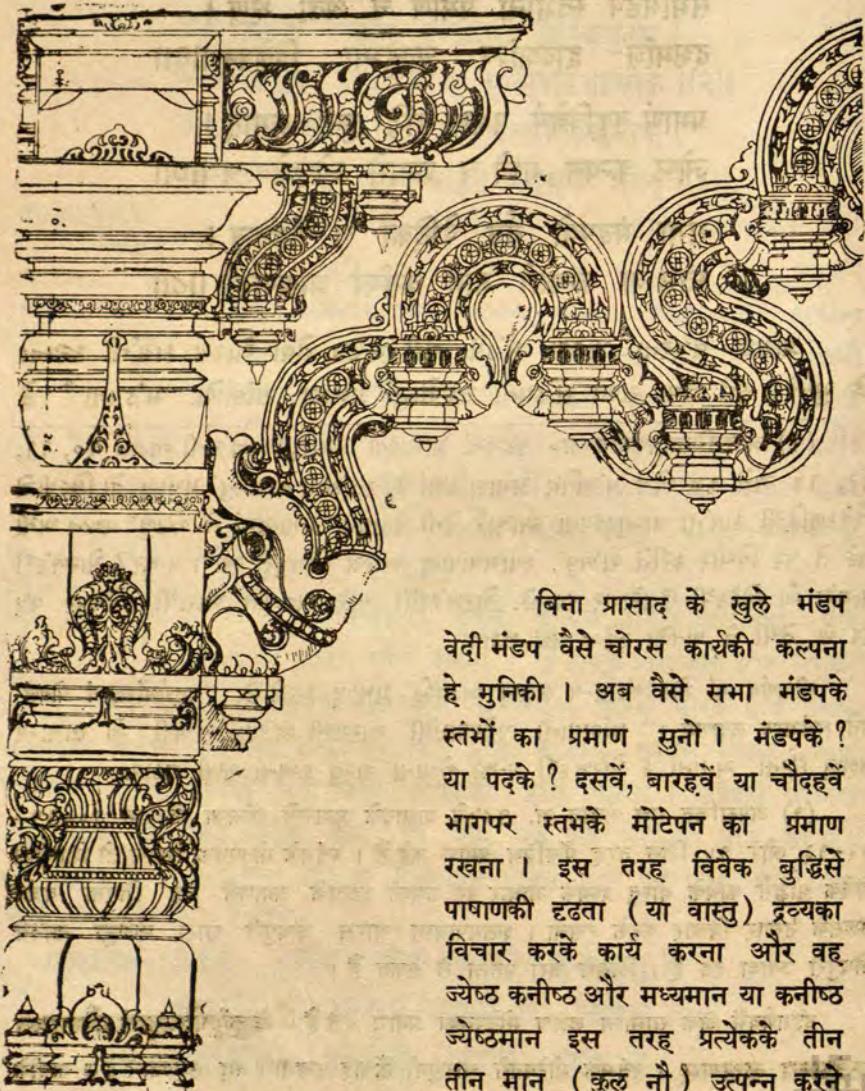 बिना प्रासाद के खुले मंडप
वेदी मंडप वैसे चोरस कार्यकी कल्पना
हे मुनिकी । अब वैसे सभा मंडपके
स्तंभों का प्रमाण सुनो । मंडपके ?
या पदके ? दसवें, बारहवें या चौदहवें
भागपर स्तंभके मोटेपन का प्रमाण
रखना । इस तरह विवेक बुद्धिसे
पाषाणकी दृढता ( या वास्तु ) द्रव्यका
विचार करके कार्य करना और वह
ज्येष्ठ कनीष्ठ और मध्यमान या कनीष्ठ
ज्येष्ठमान इस तरह प्रत्येकके तीन
तीन मान ( कुल नौ ) उत्पन्न करने